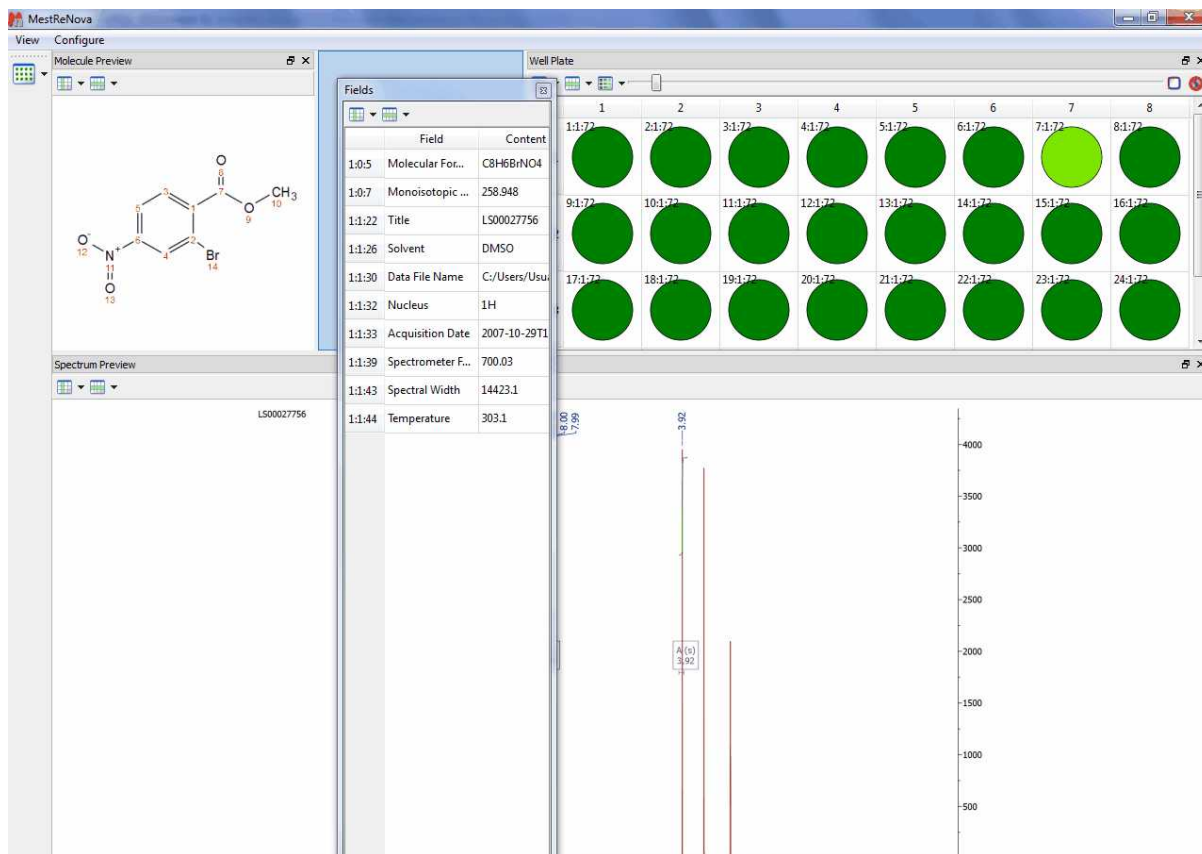 MestReNova
View Configure
Molecule Preview
O
8
7
O
9
CH3
10
3
5
1
6
2
4
O-
12
N+
11
Br
14
O
13
Fields
Field Content
1:0:5 Molecular For... C8H6BrNO4
1:0:7 Monoisotopic ... 258.948
1:1:22 Title LS00027756
1:1:26 Solvent DMSO
1:1:30 Data File Name C:/Users/Usua
1:1:32 Nucleus 1H
1:1:33 Acquisition Date 2007-10-29T1
1:1:39 Spectrometer F... 700.03
1:1:43 Spectral Width 14423.1
1:1:44 Temperature 303.1
Well Plate
1 2 3 4 5 6 7 8
1:1:72 2:1:72 3:1:72 4:1:72 5:1:72 6:1:72 7:1:72 8:1:72
9:1:72 10:1:72 11:1:72 12:1:72 13:1:72 14:1:72 15:1:72 16:1:72
17:1:72 18:1:72 19:1:72 20:1:72 21:1:72 22:1:72 23:1:72 24:1:72
Spectrum Preview
LS00027756
8.00
7.99
3.92
A (s)
3.92
4000
3500
3000
2500
2000
1500
1000
500